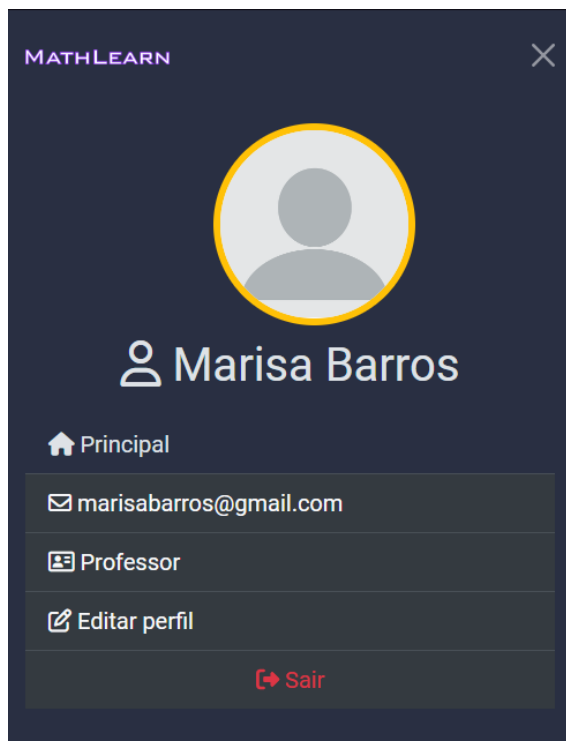 MATHLEARN
Marisa Barros
Principal
marisabarros@gmail.com
Professor
Editar perfil
Sair